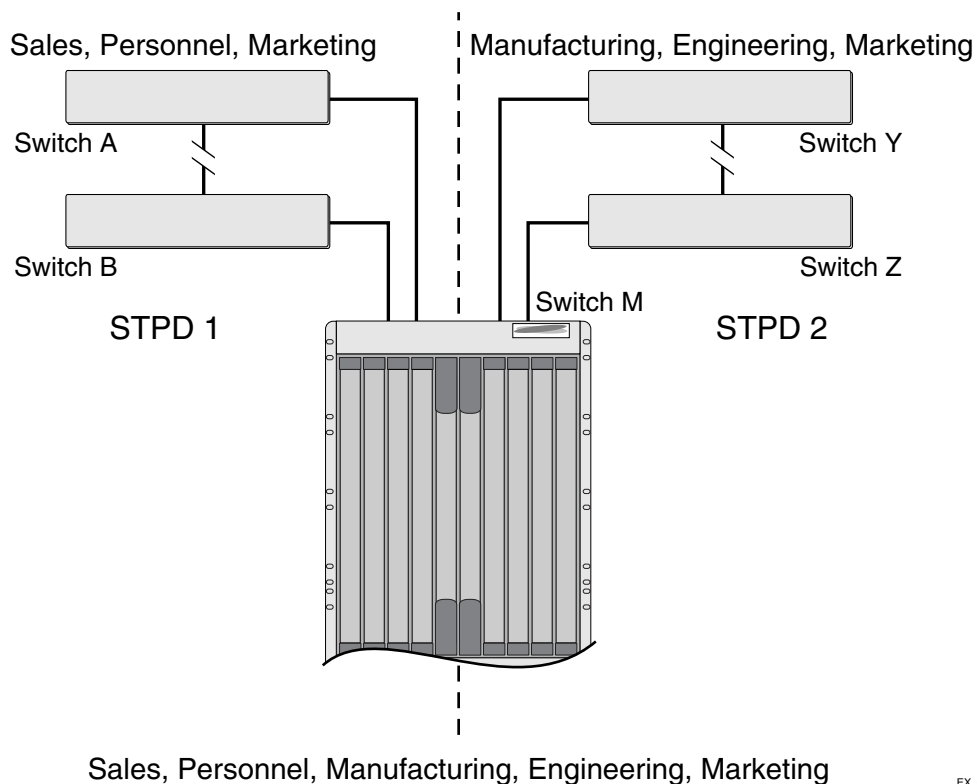 Sales, Personnel, Marketing
Manufacturing, Engineering, Marketing
Switch A
Switch Y
Switch B
Switch Z
Switch M
STPD 1
STPD 2
Sales, Personnel, Manufacturing, Engineering, Marketing
EX